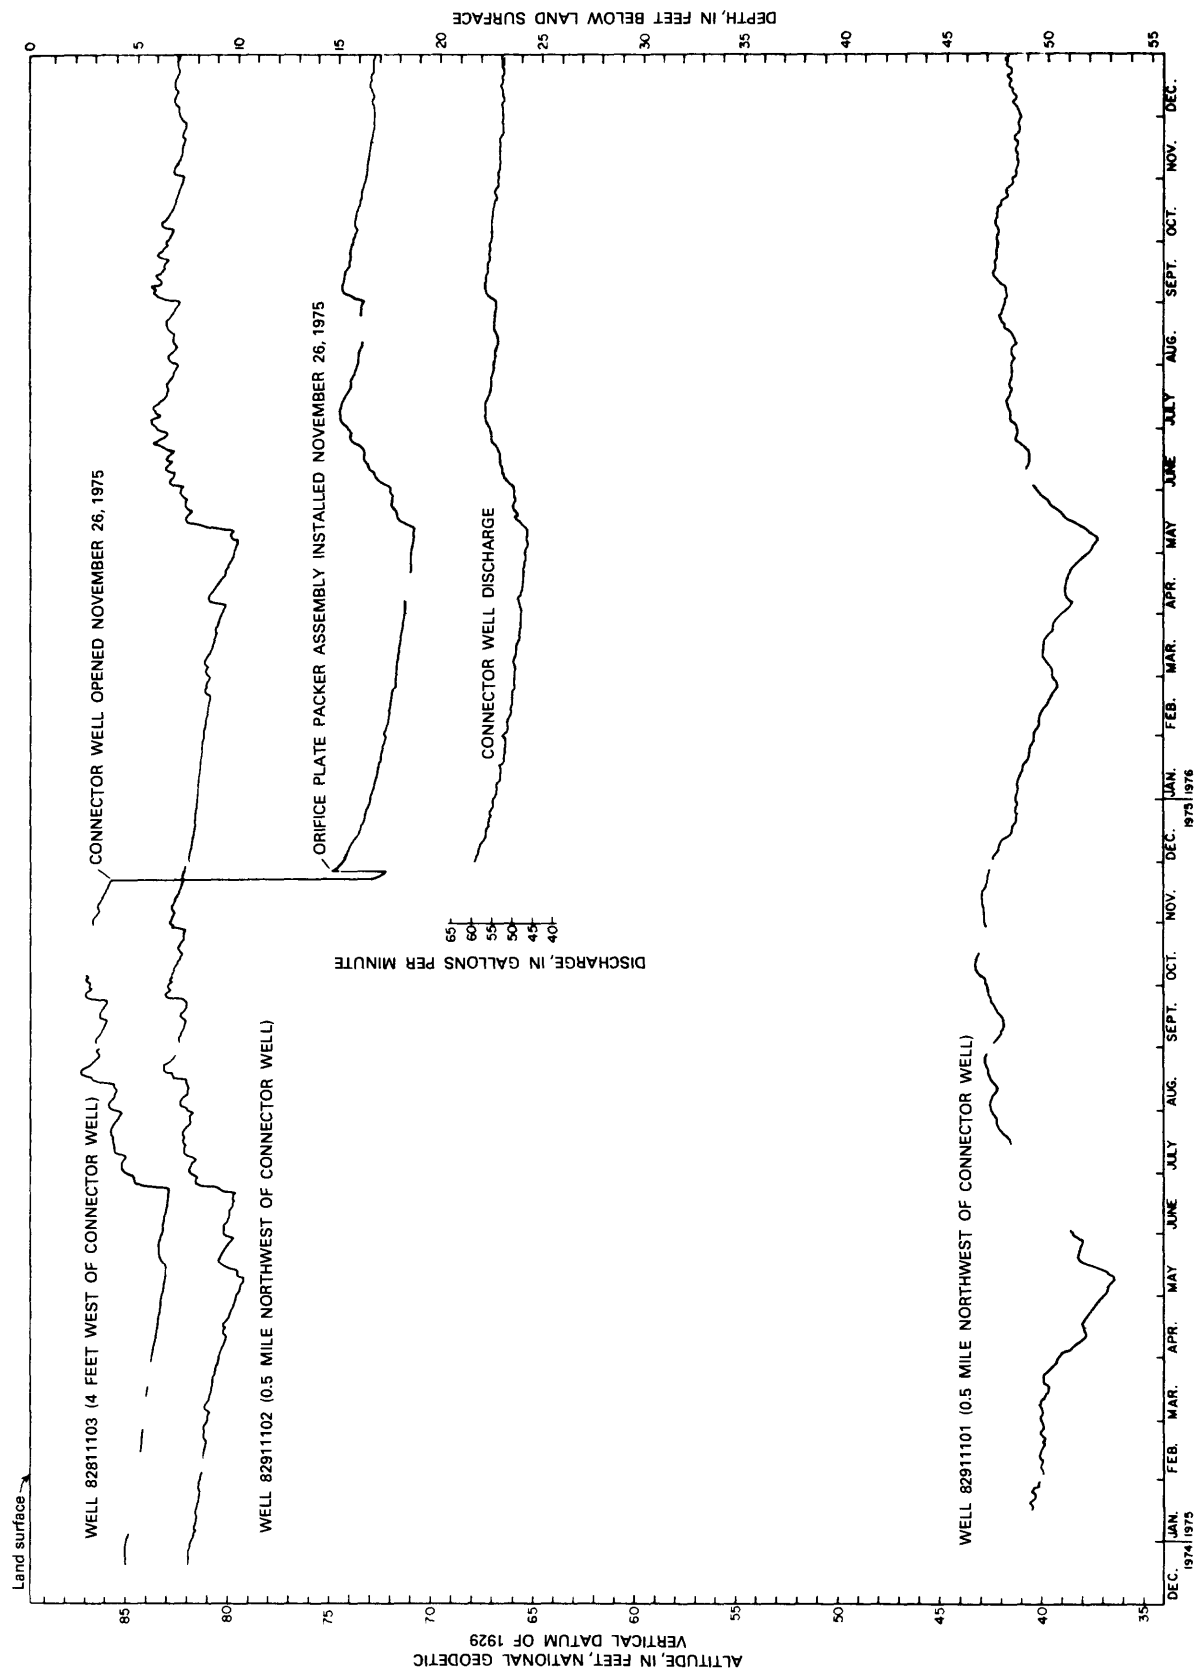 Land surface
WELL 82811103 (4 FEET WEST OF CONNECTOR WELL)
CONNECTOR WELL OPENED NOVEMBER 26, 1975
WELL 82911102 (0.5 MILE NORTHWEST OF CONNECTOR WELL)
ORIFICE PLATE PACKER ASSEMBLY INSTALLED NOVEMBER 26, 1975
DISCHARGE, IN GALLONS PER MINUTE
65
60
55
50
45
40
CONNECTOR WELL DISCHARGE
WELL 82911101 (0.5 MILE NORTHWEST OF CONNECTOR WELL)
ALTITUDE, IN FEET, NATIONAL GEODETIC
VERTICAL DATUM OF 1929
85
80
75
70
65
60
55
50
45
40
35
DEPTH, IN FEET BELOW LAND SURFACE
0
5
10
15
20
25
22
30
35
40
45
50
55
DEC. JAN. FEB. MAR. APR. MAY JUNE JULY AUG. SEPT. OCT. NOV. DEC. JAN. FEB. MAR. APR. MAY JUNE JULY AUG. SEPT. OCT. NOV. DEC.
1974 1975 1975 1976